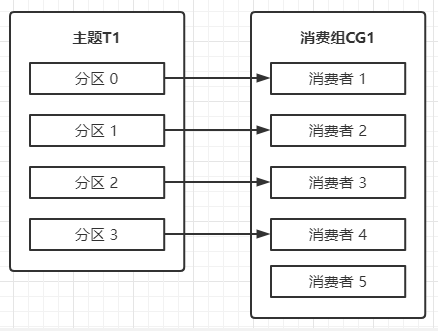 主题T1
分区 0
分区 1
分区 2
分区 3
消费组CG1
消费者 1
消费者 2
消费者 3
消费者 4
消费者 5